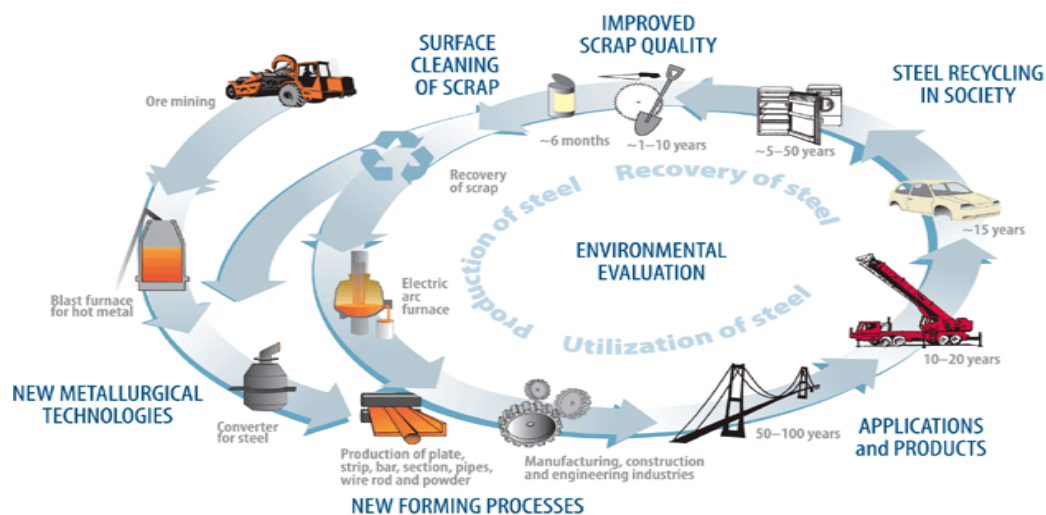 IMPROVED
SCRAP QUALITY
SURFACE
CLEANING
OF SCRAP
STEEL RECYCLING
IN SOCIETY
Ore mining
~6 months
~1–10 years
~5–50 years
Recovery
of scrap
Production of steel
Recovery of steel
~15 years
ENVIRONMENTAL
EVALUATION
Blast furnace
for hot metal
Electric
arc
furnace
Utilization of steel
10–20 years
NEW METALLURGICAL
TECHNOLOGIES
Converter
for steel
50–100 years
APPLICATIONS
and PRODUCTS
Production of plate,
strip, bar, section, pipes,
wire rod and powder
Manufacturing, construction
and engineering industries
NEW FORMING PROCESSES